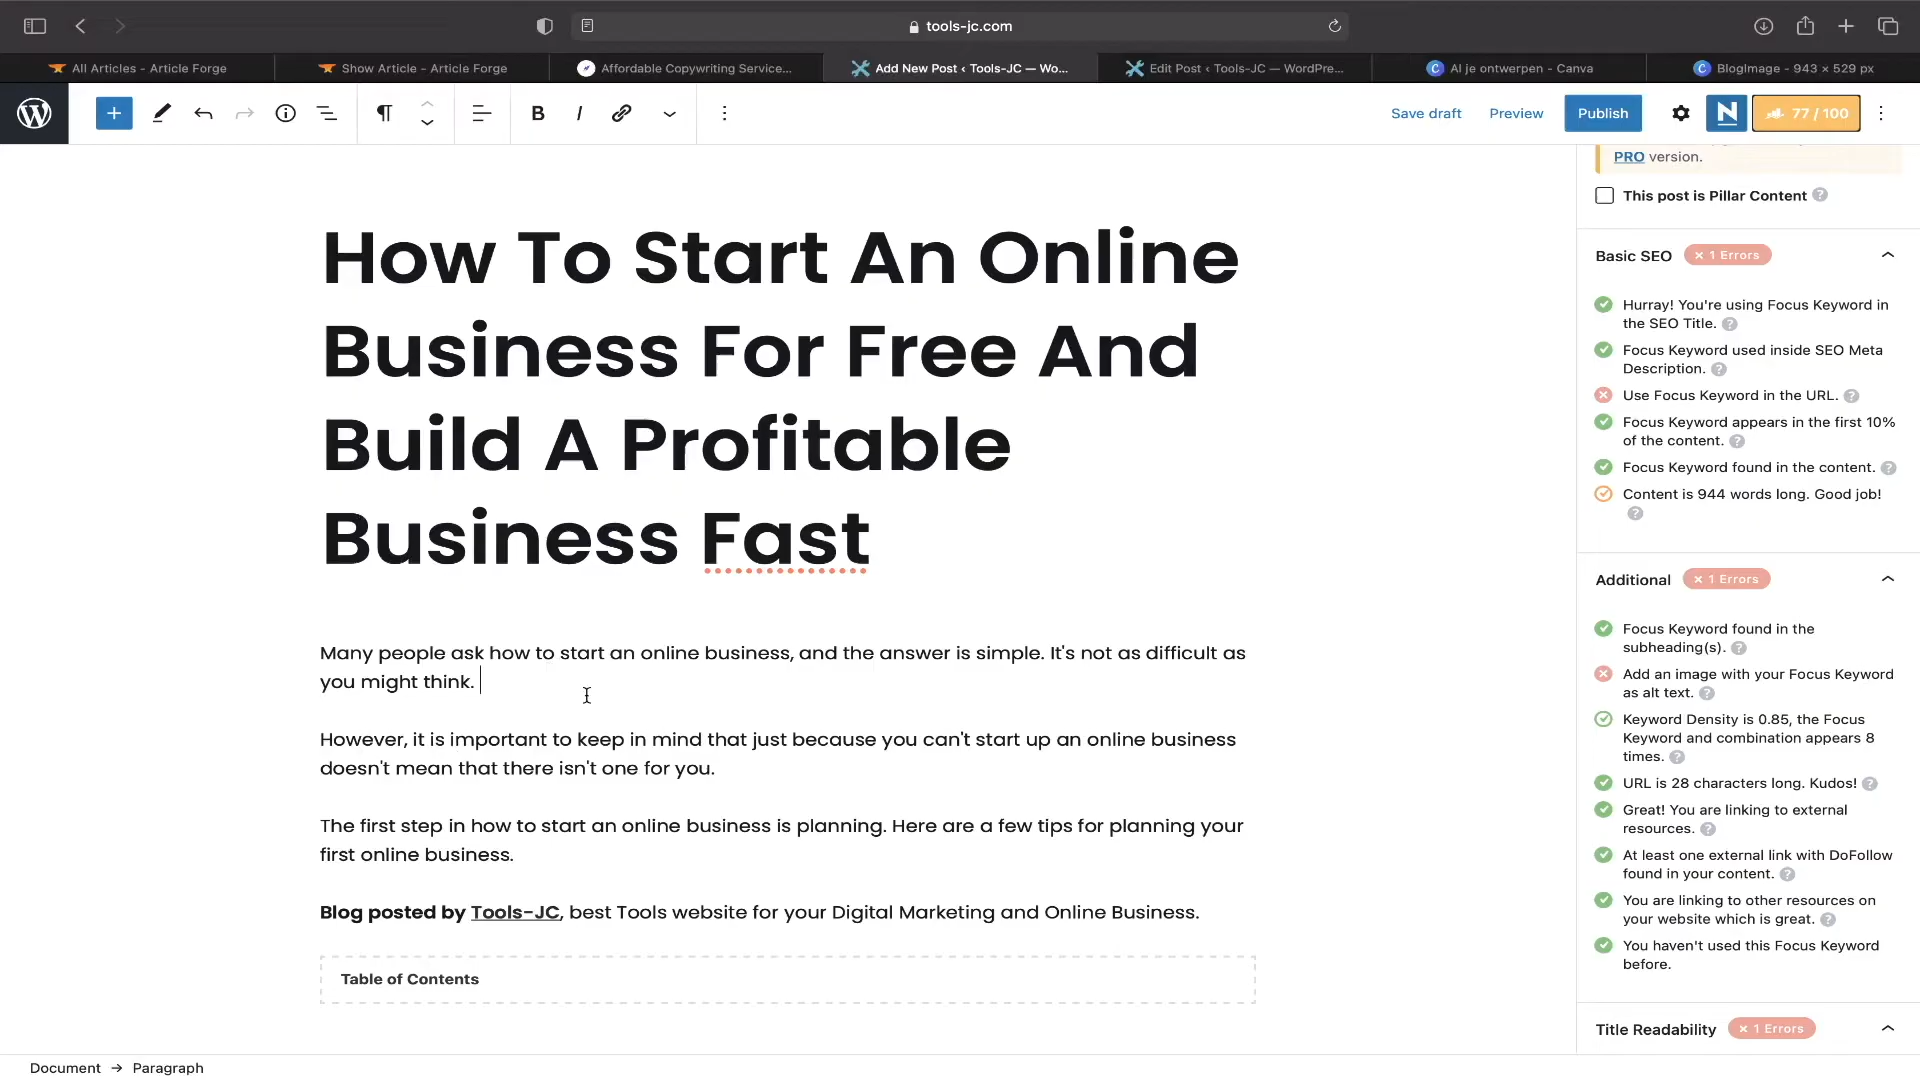 tools-jc.com
All Articles - Article Forge
Show Article - Article Forge
Affordable Copywriting Service...
Add New Post ‹ Tools-JC — Wo...
Edit Post ‹ Tools-JC — WordPre...
AI je ontwerpen - Canva
BlogImage - 943 × 529 px
Save draft
Preview
Publish
77 / 100
PRO version.
This post is Pillar Content
How To Start An Online
Business For Free And
Build A Profitable
Business Fast
Many people ask how to start an online business, and the answer is simple. It's not as difficult as
you might think.
However, it is important to keep in mind that just because you can't start up an online business
doesn't mean that there isn't one for you.
The first step in how to start an online business is planning. Here are a few tips for planning your
first online business.
Blog posted by Tools-JC, best Tools website for your Digital Marketing and Online Business.
Table of Contents
Basic SEO × 1 Errors
Hurray! You're using Focus Keyword in
the SEO Title.
Focus Keyword used inside SEO Meta
Description.
Use Focus Keyword in the URL.
Focus Keyword appears in the first 10%
of the content.
Focus Keyword found in the content.
Content is 944 words long. Good job!
Additional × 1 Errors
Focus Keyword found in the
subheading(s).
Add an image with your Focus Keyword
as alt text.
Keyword Density is 0.85, the Focus
Keyword and combination appears 8
times.
URL is 28 characters long. Kudos!
Great! You are linking to external
resources.
At least one external link with DoFollow
found in your content.
You are linking to other resources on
your website which is great.
You haven't used this Focus Keyword
before.
Title Readability × 1 Errors
Document → Paragraph